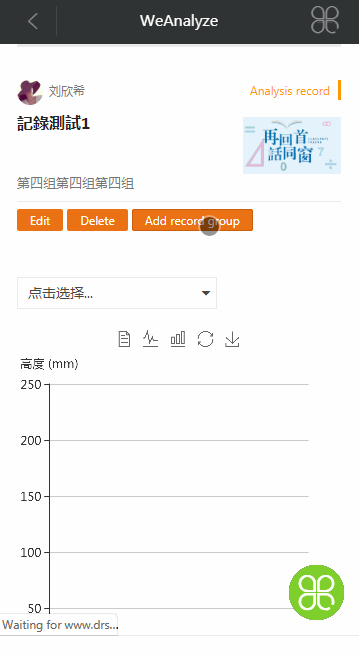 WeAnalyze
刘欣希
Analysis record
記錄測試1
再回首
話同窗
第四组第四组第四组
Edit
Delete
Add record group
点击选择...
高度 (mm)
250
200
150
100
50
Waiting for www.drs...